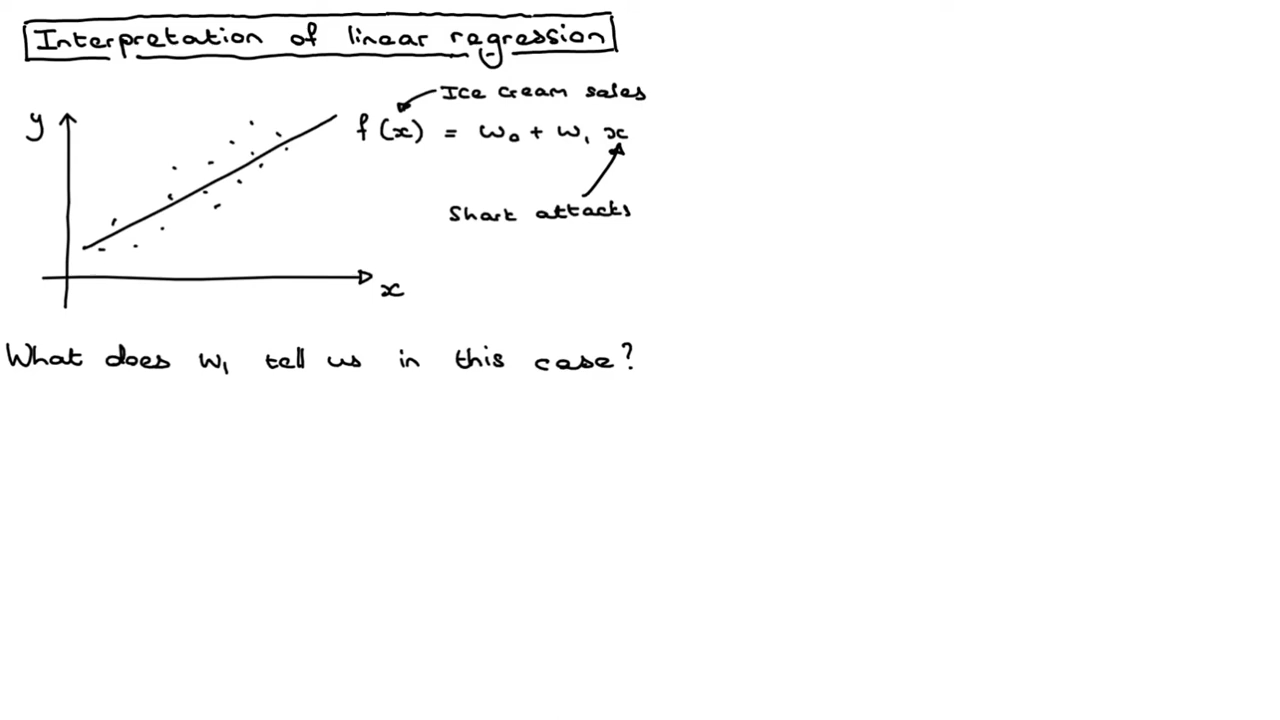 Interpretation of linear regression
Ice cream sales
y
f(x) = w₀ + w₁ x
Shark attacks
x
What does w₁ tell us in this case?